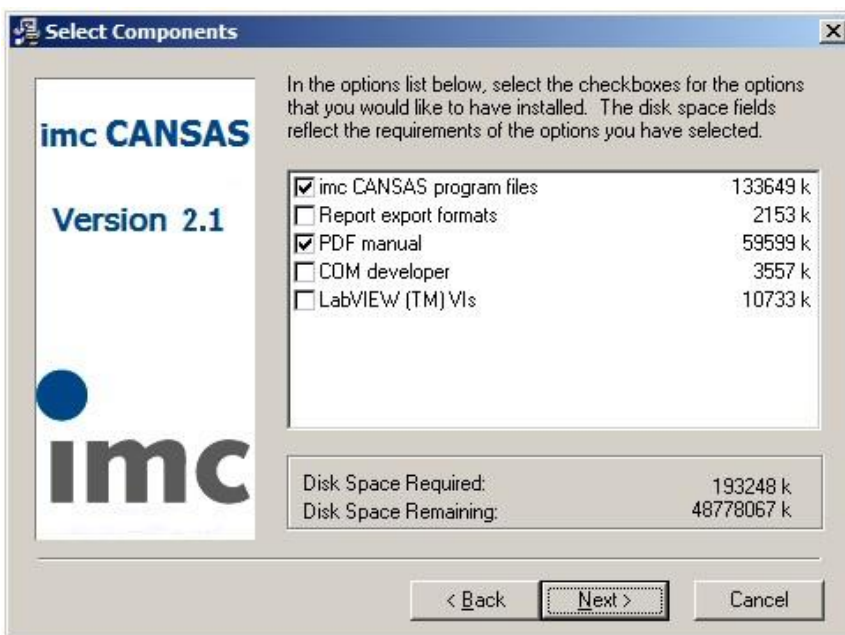 Select Components
imc CANSAS
Version 2.1
imc
In the options list below, select the checkboxes for the options
that you would like to have installed. The disk space fields
reflect the requirements of the options you have selected.
imc CANSAS program files 133649 k
Report export formats 2153 k
PDF manual 59599 k
COM developer 3557 k
LabVIEW (TM) VIs 10733 k
Disk Space Required: 193248 k
Disk Space Remaining: 48778067 k
< Back Next > Cancel